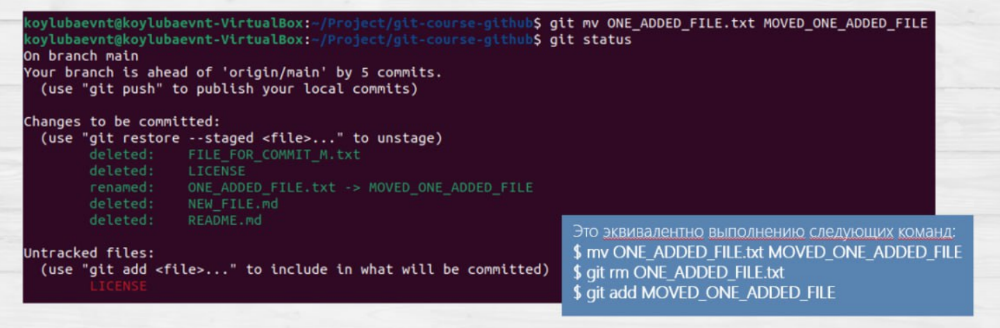 koylubaevnt@koylubaevnt-VirtualBox:~/Project/git-course-github$ git mv ONE_ADDED_FILE.txt MOVED_ONE_ADDED_FILE
koylubaevnt@koylubaevnt-VirtualBox:~/Project/git-course-github$ git status
On branch main
Your branch is ahead of 'origin/main' by 5 commits.
  (use "git push" to publish your local commits)
Changes to be committed:
  (use "git restore --staged <file>..." to unstage)
        deleted:    FILE_FOR_COMMIT_M.txt
        deleted:    LICENSE
        renamed:    ONE_ADDED_FILE.txt -> MOVED_ONE_ADDED_FILE
        deleted:    NEW_FILE.md
        deleted:    README.md
Untracked files:
  (use "git add <file>..." to include in what will be committed)
        LICENSE
Это эквивалентно выполнению следующих команд:
$ mv ONE_ADDED_FILE.txt MOVED_ONE_ADDED_FILE
$ git rm ONE_ADDED_FILE.txt
$ git add MOVED_ONE_ADDED_FILE